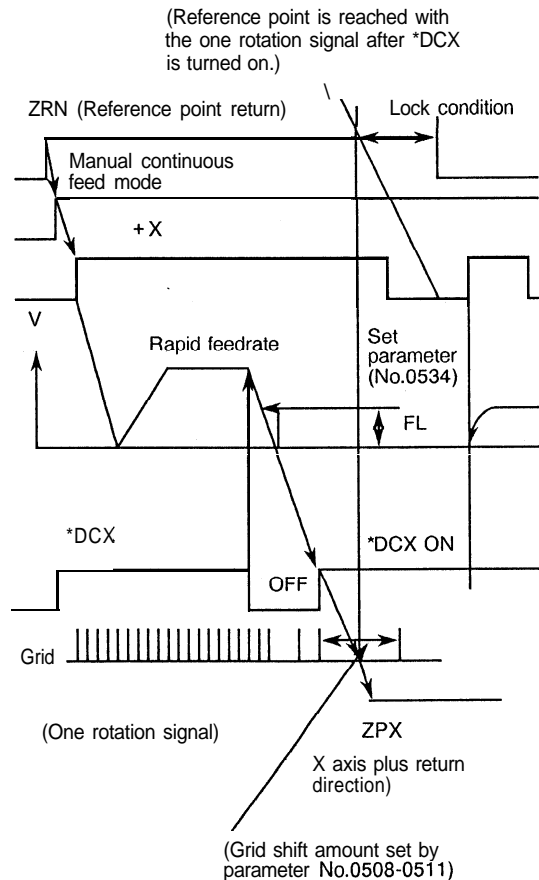 (Reference point is reached with
the one rotation signal after *DCX
is turned on.)
ZRN (Reference point return)
Lock condition
Manual continuous
feed mode
+X
V
Rapid feedrate
Set
parameter
(No.0534)
FL
*DCX
*DCX ON
OFF
Grid
(One rotation signal)
ZPX
X axis plus return
direction)
(Grid shift amount set by
parameter No.0508-0511)